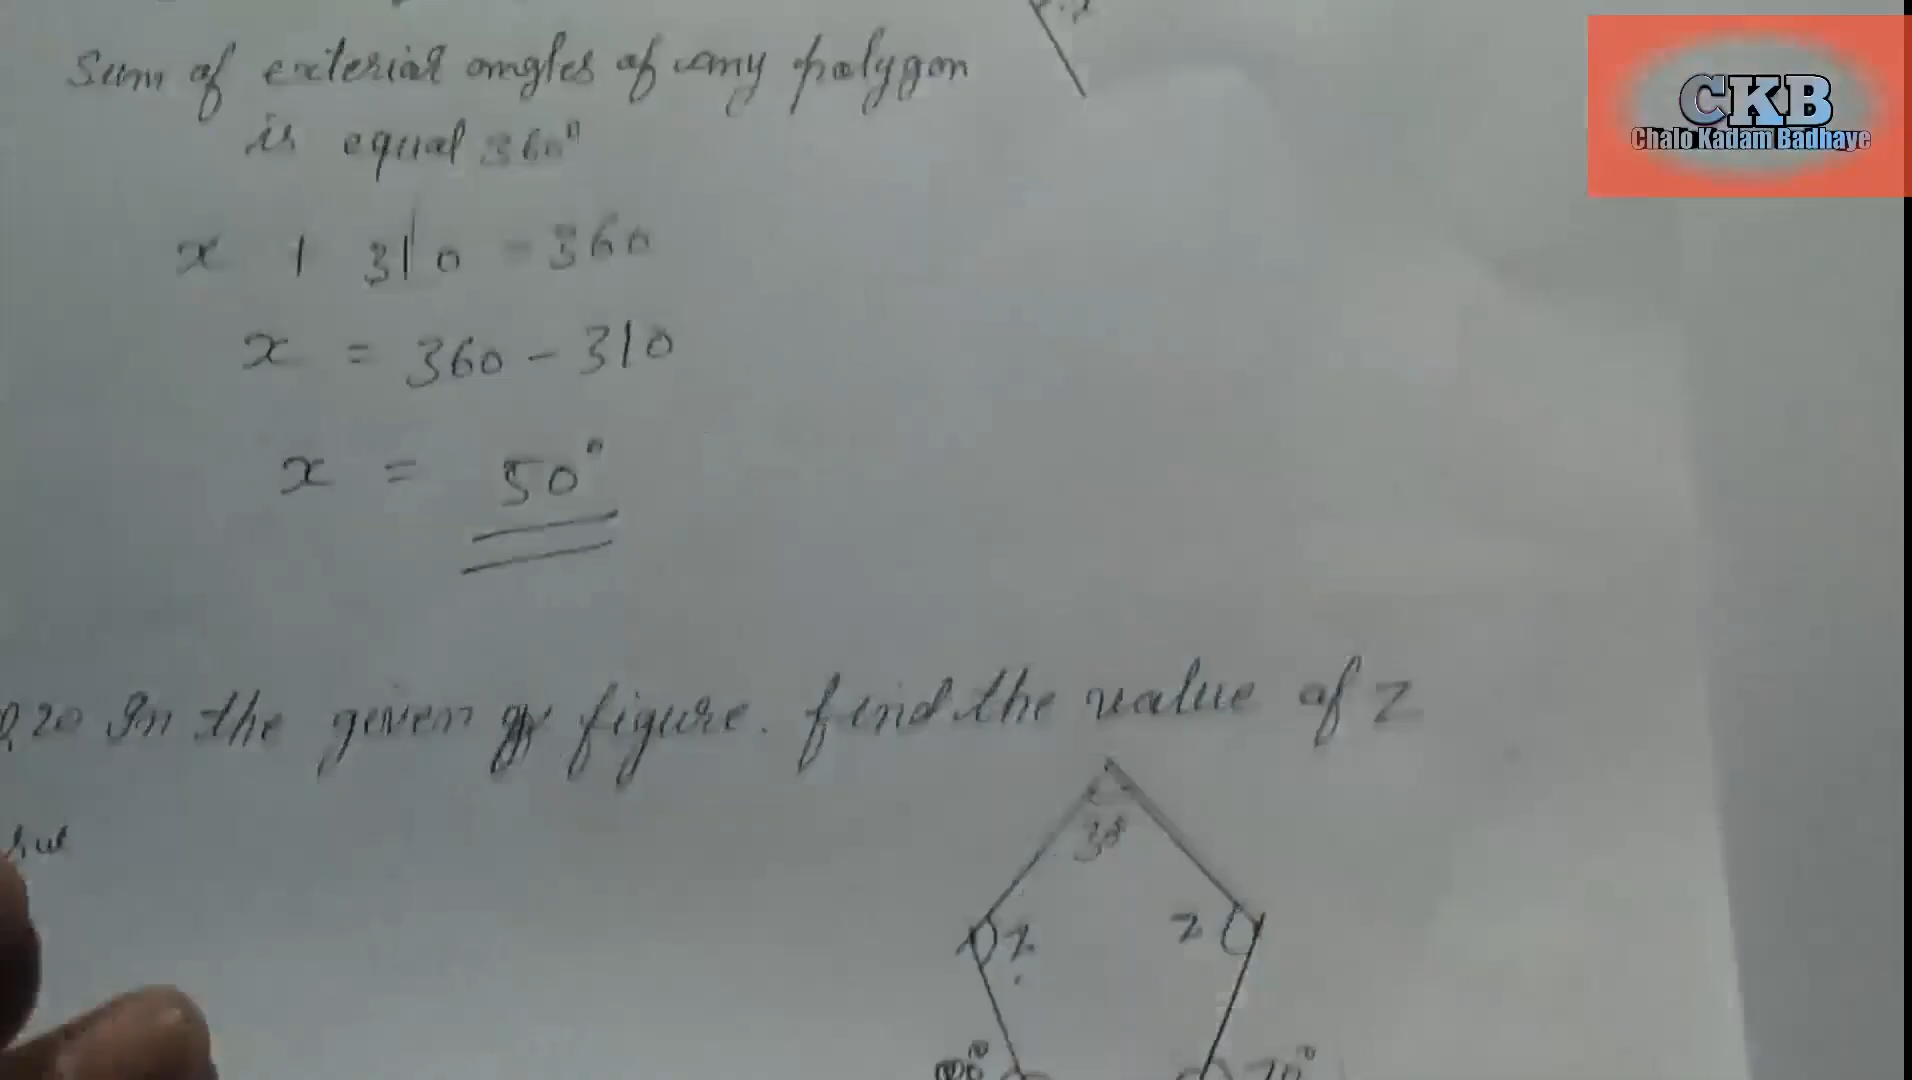 Sum of exterior angles of any polygon
is equal 360°
x + 310 = 360
x = 360 - 310
x = 50°
Q.20 In the given figure. find the value of z
30°
z
z
70°
CKB
Chalo Kadam Badhaye